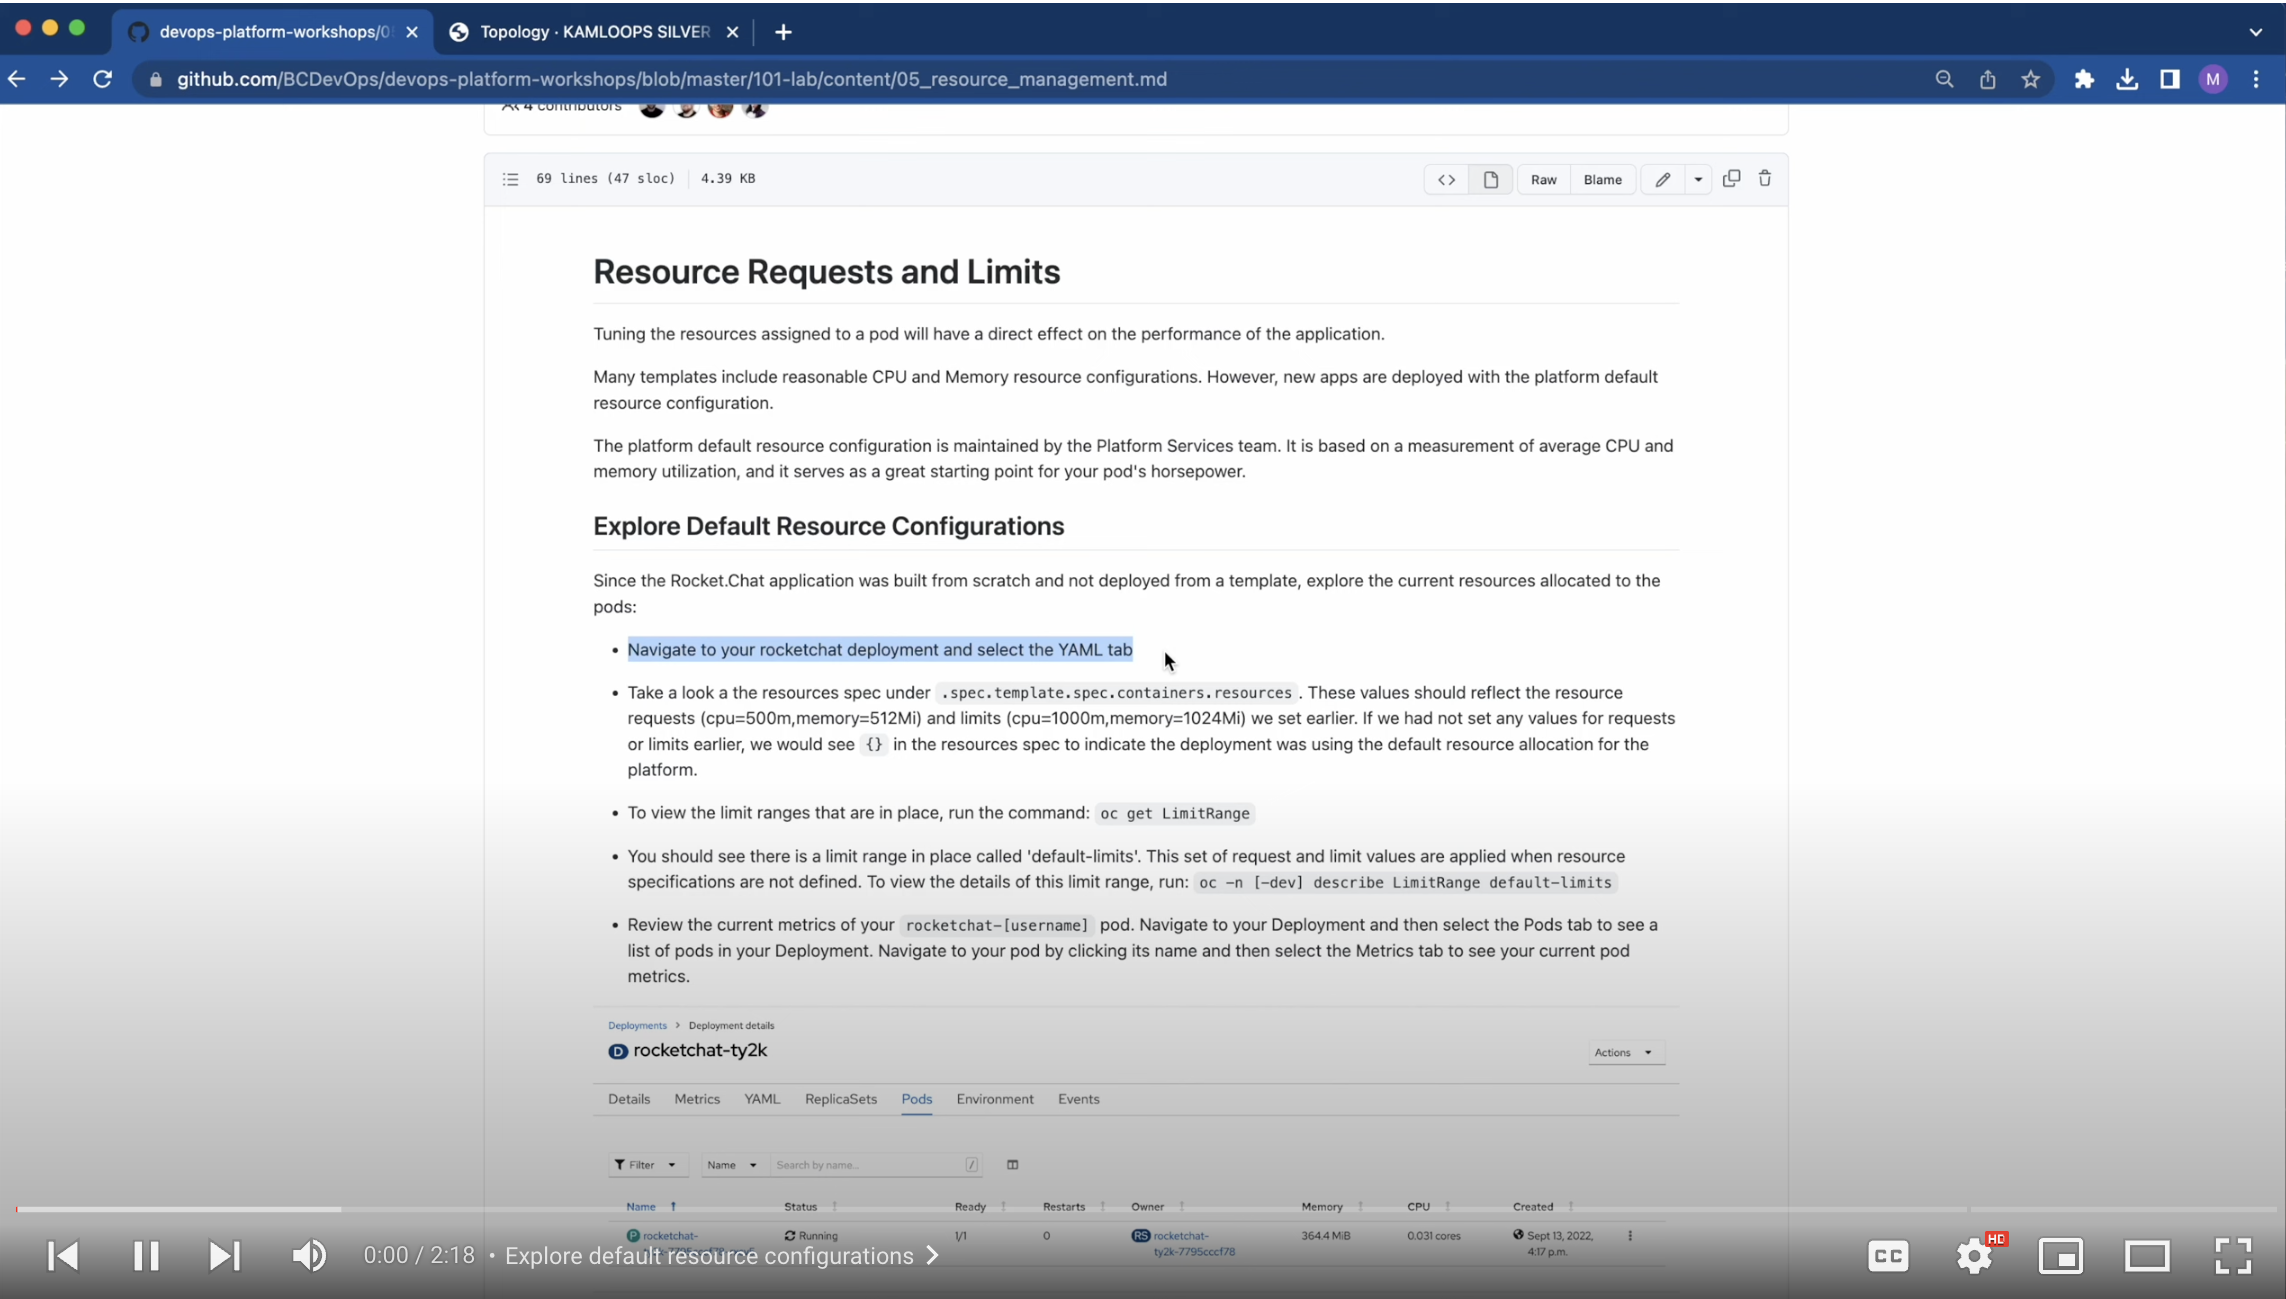 devops-platform-workshops/05
Topology · KAMLOOPS SILVER
github.com/BCDevOps/devops-platform-workshops/blob/master/101-lab/content/05_resource_management.md
M
4 contributors
69 lines (47 sloc) 4.39 KB
Raw Blame
Resource Requests and Limits
Tuning the resources assigned to a pod will have a direct effect on the performance of the application.
Many templates include reasonable CPU and Memory resource configurations. However, new apps are deployed with the platform default
resource configuration.
The platform default resource configuration is maintained by the Platform Services team. It is based on a measurement of average CPU and
memory utilization, and it serves as a great starting point for your pod's horsepower.
Explore Default Resource Configurations
Since the Rocket.Chat application was built from scratch and not deployed from a template, explore the current resources allocated to the
pods:
• Navigate to your rocketchat deployment and select the YAML tab
• Take a look a the resources spec under .spec.template.spec.containers.resources . These values should reflect the resource
requests (cpu=500m,memory=512Mi) and limits (cpu=1000m,memory=1024Mi) we set earlier. If we had not set any values for requests
or limits earlier, we would see {} in the resources spec to indicate the deployment was using the default resource allocation for the
platform.
• To view the limit ranges that are in place, run the command: oc get LimitRange
• You should see there is a limit range in place called 'default-limits'. This set of request and limit values are applied when resource
specifications are not defined. To view the details of this limit range, run: oc -n [-dev] describe LimitRange default-limits
• Review the current metrics of your rocketchat-[username] pod. Navigate to your Deployment and then select the Pods tab to see a
list of pods in your Deployment. Navigate to your pod by clicking its name and then select the Metrics tab to see your current pod
metrics.
Deployments > Deployment details
D rocketchat-ty2k
Actions
Details Metrics YAML ReplicaSets Pods Environment Events
Filter Name Search by name... /
Name Status Ready Restarts Owner Memory CPU Created
P rocketchat- Running 1/1 0 RS rocketchat- 364.4 MiB 0.031 cores Sept 13, 2022,
ty2k-7795cccf78 4:17 p.m.
0:00 / 2:18 • Explore default resource configurations >
CC HD